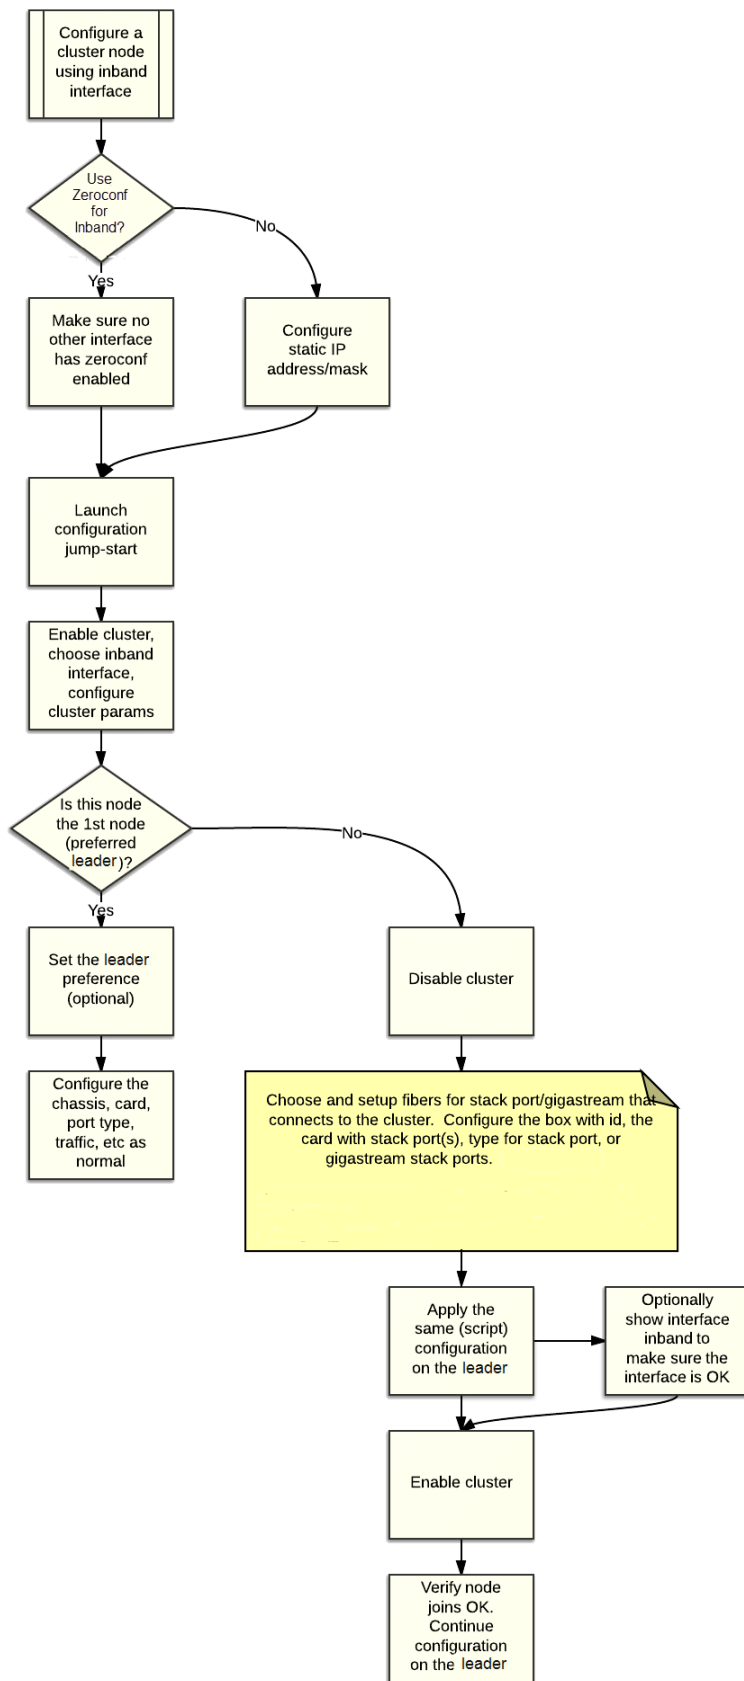 Configure a
cluster node
using inband
interface
Use
Zeroconf
for
Inband?
No
Yes
Make sure no
other interface
has zeroconf
enabled
Configure
static IP
address/mask
Launch
configuration
jump-start
Enable cluster,
choose inband
interface,
configure
cluster params
Is this node
the 1st node
(preferred
leader)?
No
Yes
Set the leader
preference
(optional)
Disable cluster
Configure the
chassis, card,
port type,
traffic, etc as
normal
Choose and setup fibers for stack port/gigastream that
connects to the cluster.  Configure the box with id, the
card with stack port(s), type for stack port, or
gigastream stack ports.
Apply the
same (script)
configuration
on the leader
Optionally
show interface
inband to
make sure the
interface is OK
Enable cluster
Verify node
joins OK.
Continue
configuration
on the leader